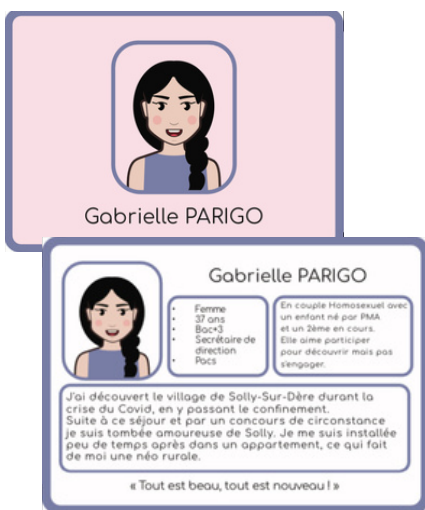 Gabrielle PARIGO
Gabrielle PARIGO
• Femme
• 37 ans
• Bac+3
• Secrétaire de
direction
• Pacs
En couple Homosexuel avec
un enfant né par PMA
et un 2ème en cours.
Elle aime participer
pour découvrir mais pas
s'engager.
J'ai découvert le village de Solly-Sur-Dère durant la
crise du Covid, en y passant le confinement.
Suite à ce séjour et par un concours de circonstance
je suis tombée amoureuse de Solly. Je me suis installée
peu de temps après dans un appartement, ce qui fait
de moi une néo rurale.
« Tout est beau, tout est nouveau ! »